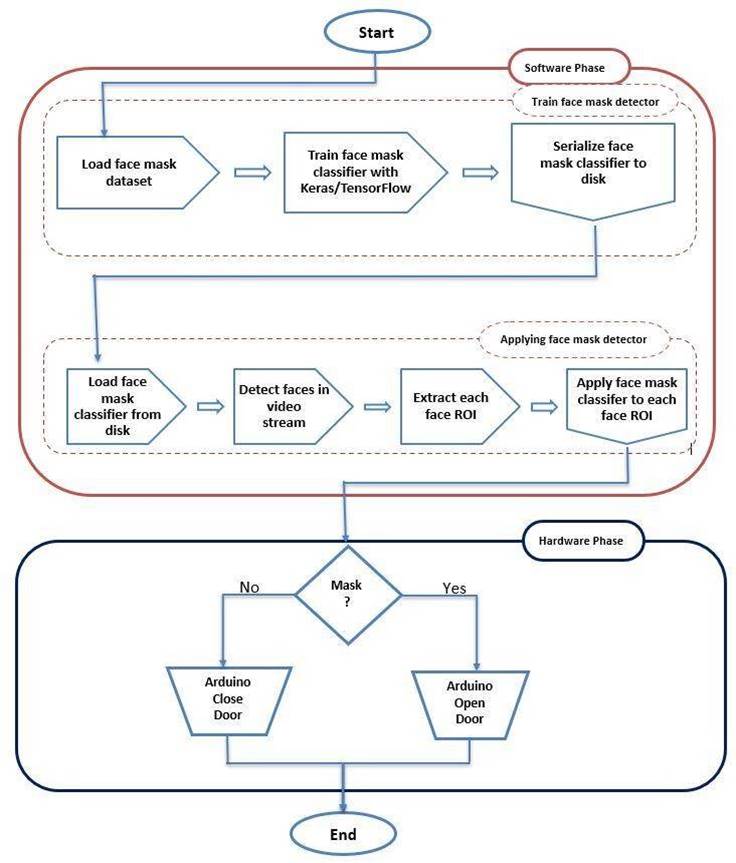 Start
Software Phase
Train face mask detector
Load face mask
dataset
Train face mask
classifier with
Keras/TensorFlow
Serialize face
mask classifier to
disk
Applying face mask detector
Load face
mask
classifier from
disk
Detect faces in
video
stream
Extract each
face ROI
Apply face mask
classifer to each
face ROI
Hardware Phase
Mask
?
No
Yes
Arduino
Close
Door
Arduino
Open
Door
End